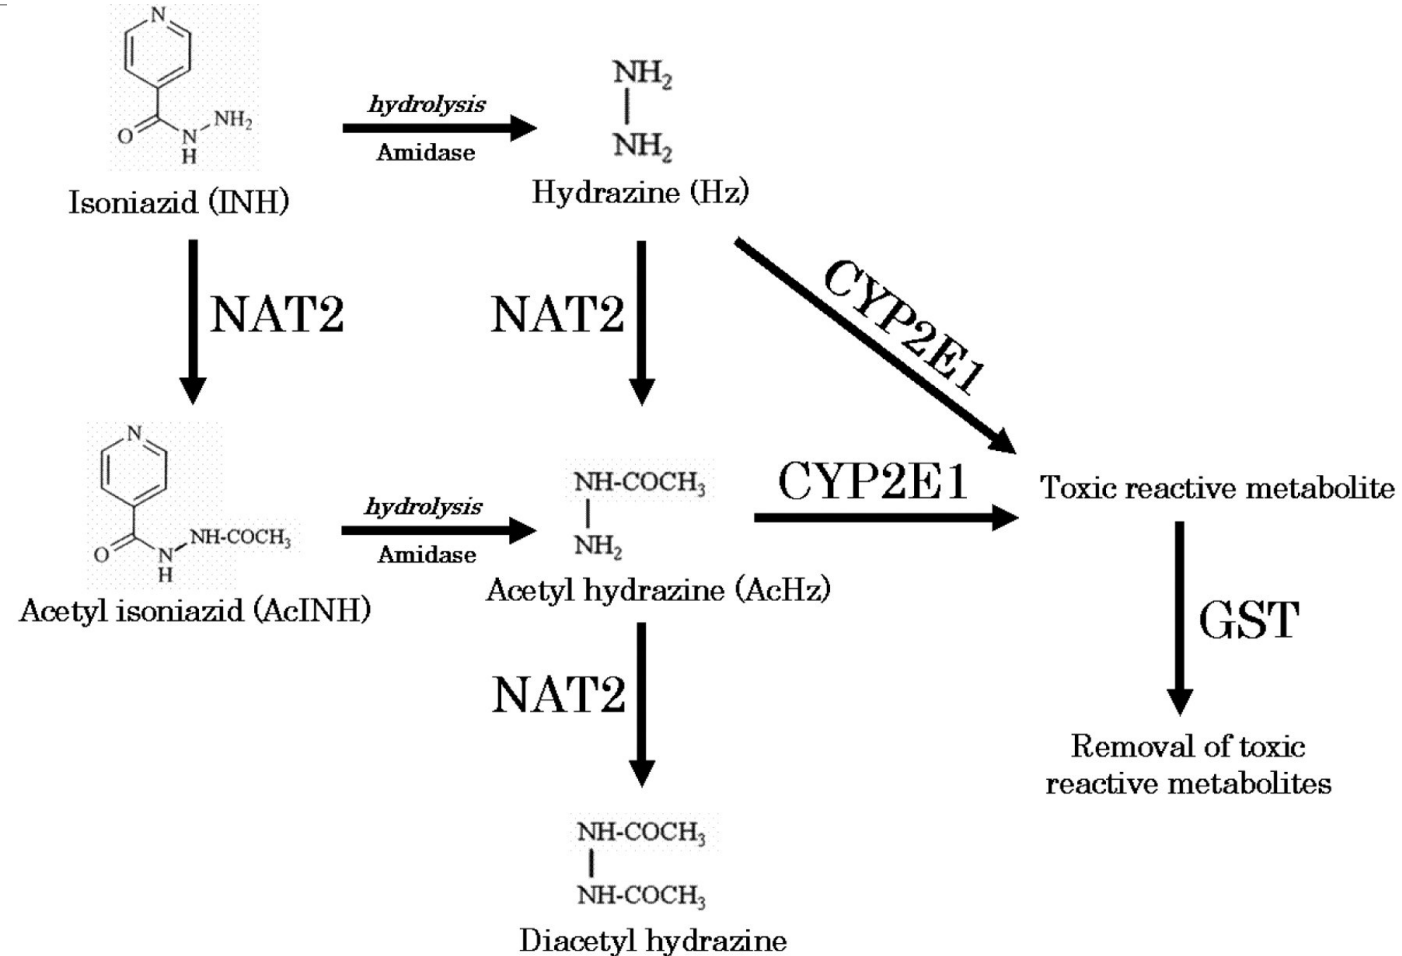 N
O
N
H
NH2
Isoniazid (INH)
hydrolysis
Amidase
NH2
NH2
Hydrazine (Hz)
NAT2
NAT2
CYP2E1
N
O
N
H
NH-COCH3
Acetyl isoniazid (AcINH)
hydrolysis
Amidase
NH-COCH3
NH2
Acetyl hydrazine (AcHz)
CYP2E1
Toxic reactive metabolite
NAT2
GST
Removal of toxic
reactive metabolites
NH-COCH3
NH-COCH3
Diacetyl hydrazine